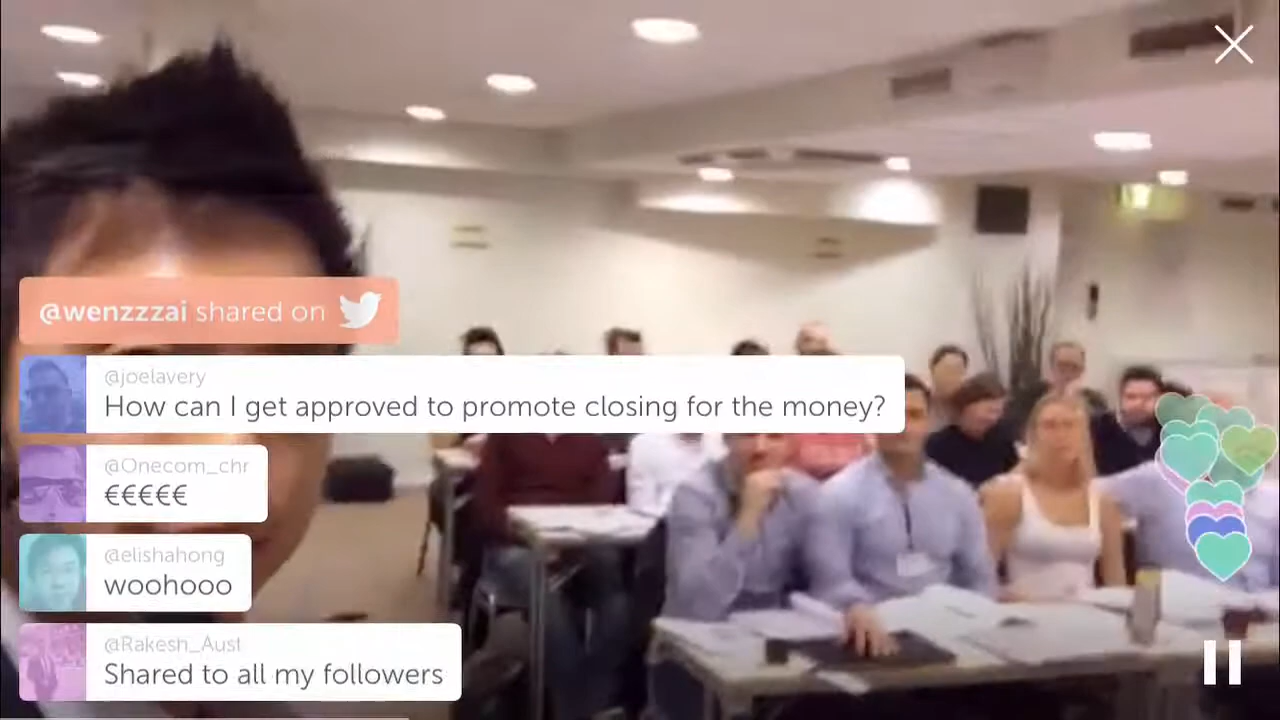 @wenzzzai shared on
@joelavery
How can I get approved to promote closing for the money?
@Onecom_chr
€€€€€
@elishahong
woohooo
@Rakesh_Aust
Shared to all my followers